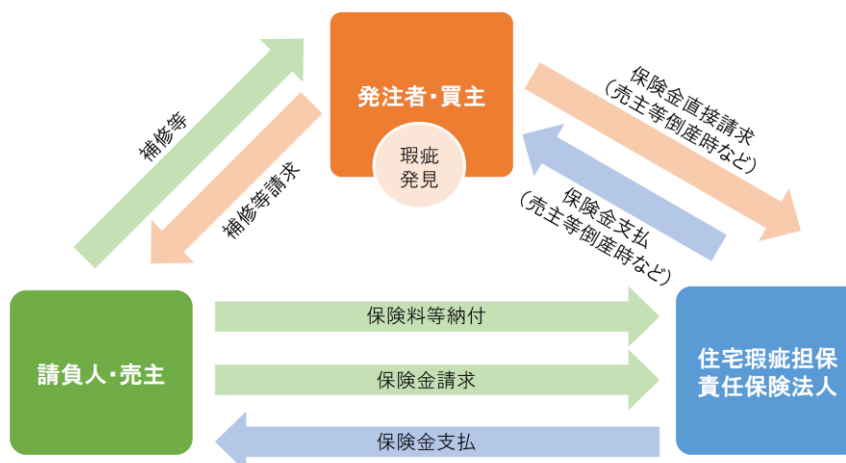 発注者・買主
瑕疵
発見
補修等
補修等請求
保険金直接請求
(売主等倒産時など)
保険金支払
(売主等倒産時など)
請負人・売主
保険料等納付
保険金請求
保険金支払
住宅瑕疵担保
責任保険法人